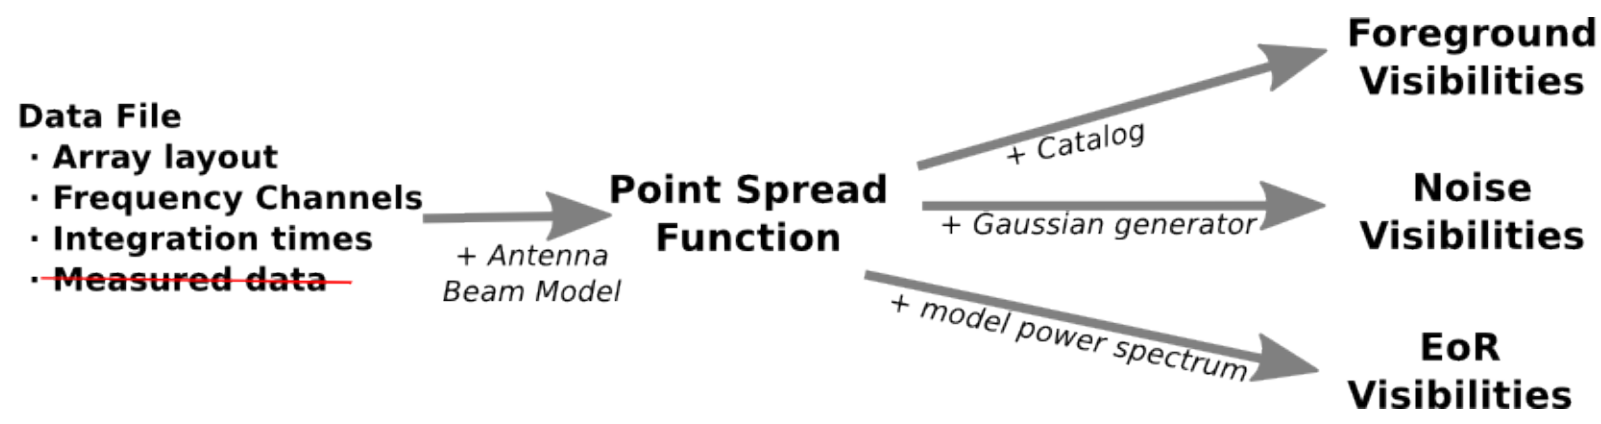 Data File
· Array layout
· Frequency Channels
· Integration times
· Measured data
+ Antenna
Beam Model
Point Spread
Function
+ Catalog
+ Gaussian generator
+ model power spectrum
Foreground
Visibilities
Noise
Visibilities
EoR
Visibilities